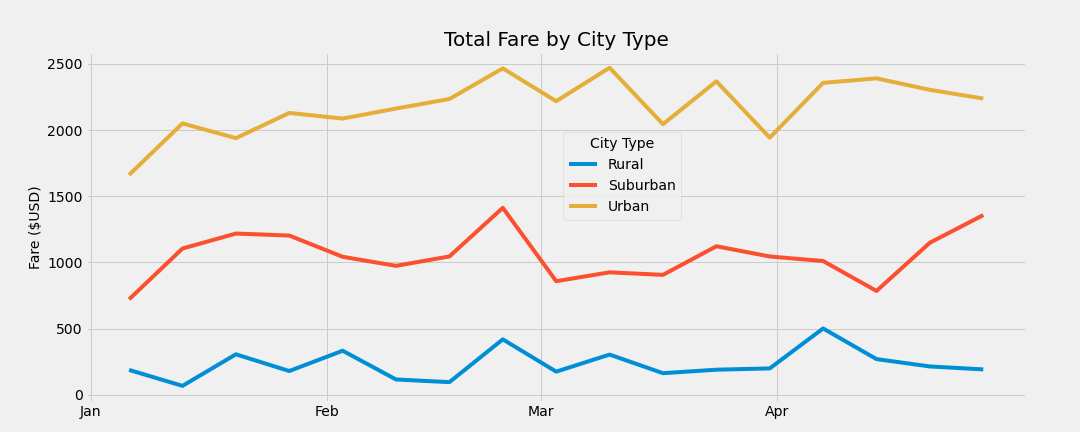 Total Fare by City Type
Fare ($USD)
2500
2000
1500
1000
500
0
City Type
Rural
Suburban
Urban
Jan Feb Mar Apr